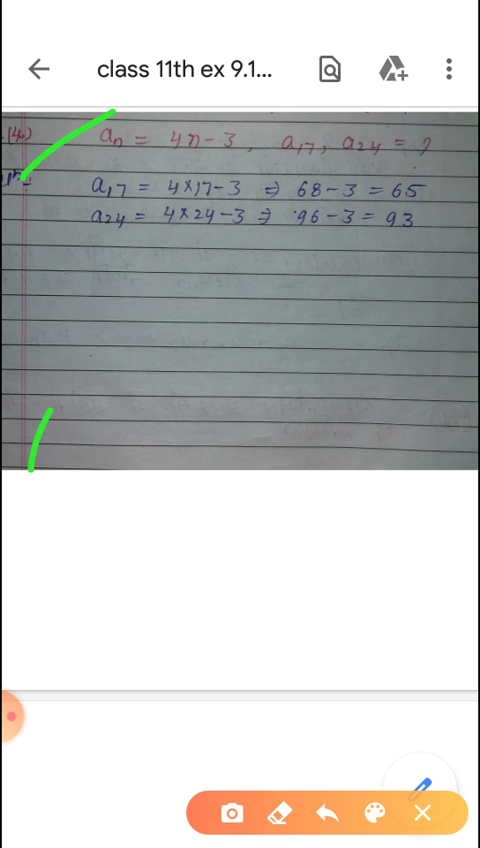 class 11th ex 9.1...
(4) aₙ = 4n - 3, a₁₇, a₂₄ = ?
a₁₇ = 4×17-3 ⇒ 68-3 = 65
a₂₄ = 4×24-3 ⇒ 96-3 = 93